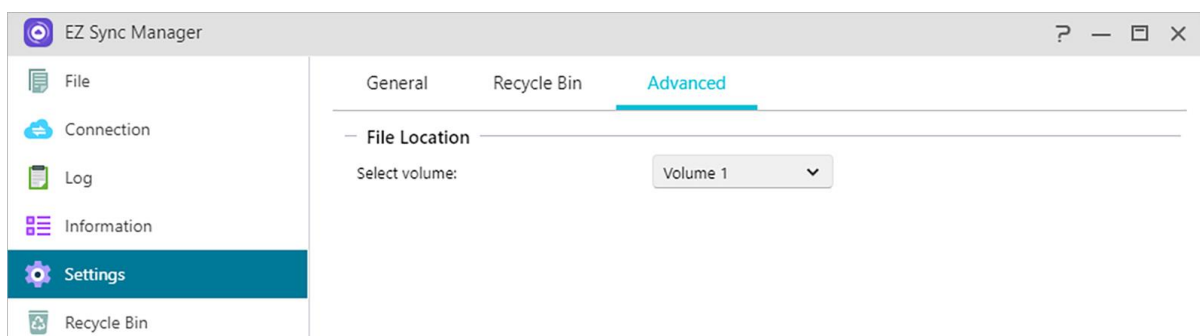 EZ Sync Manager
File
Connection
Log
Information
Settings
Recycle Bin
General Recycle Bin Advanced
File Location
Select volume: Volume 1